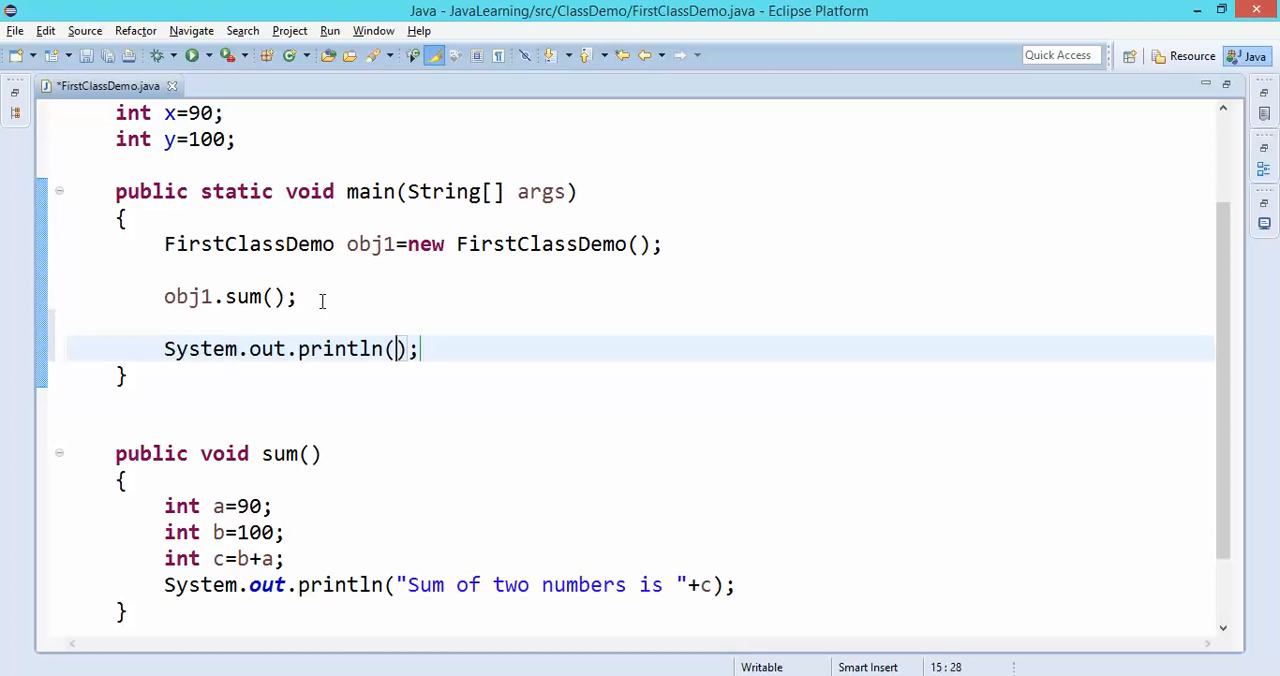 Java - JavaLearning/src/ClassDemo/FirstClassDemo.java - Eclipse Platform
File Edit Source Refactor Navigate Search Project Run Window Help
Quick Access Resource Java
*FirstClassDemo.java
int x=90;
int y=100;
public static void main(String[] args)
{
FirstClassDemo obj1=new FirstClassDemo();
obj1.sum();
System.out.println();
}
public void sum()
{
int a=90;
int b=100;
int c=b+a;
System.out.println("Sum of two numbers is "+c);
}
Writable Smart Insert 15 : 28